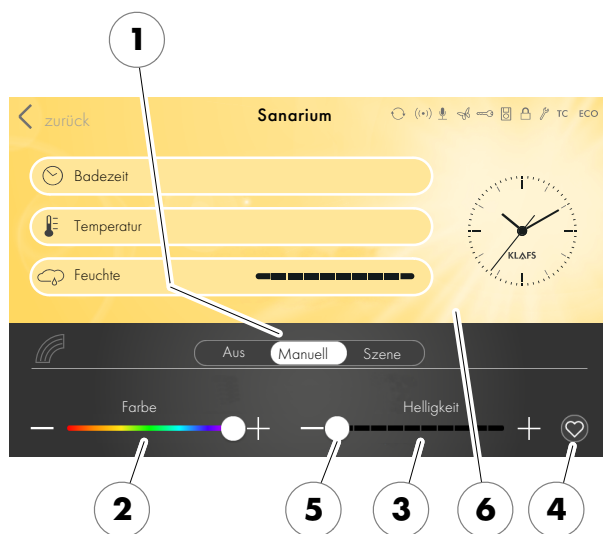 1
zurück Sanarium TC ECO
Badezeit
Temperatur
KLAFS
Feuchte
Aus Manuell Szene
Farbe Helligkeit
2 5 3 6 4